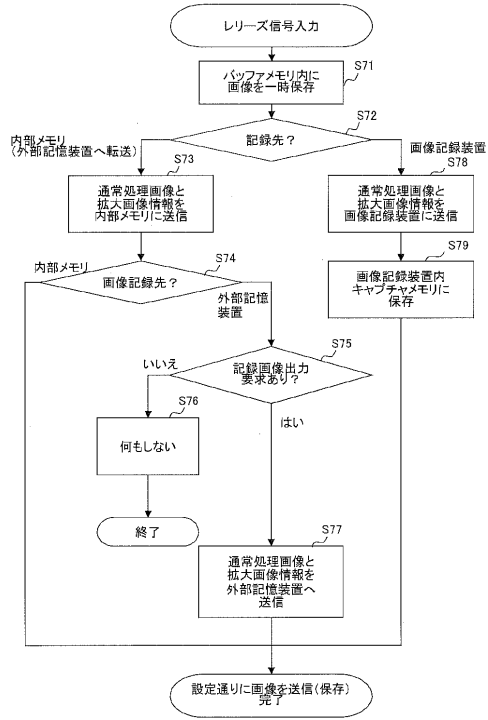 レリーズ信号入力
S71
バッファメモリ内に
画像を一時保存
S72
記録先？
内部メモリ
（外部記憶装置へ転送）
画像記録装置
S73
通常処理画像と
拡大画像情報を
内部メモリに送信
S78
通常処理画像と
拡大画像情報を
画像記録装置に送信
S74
内部メモリ
画像記録先？
外部記憶
装置
S79
画像記録装置内
キャプチャメモリに
保存
S75
いいえ
記録画像出力
要求あり？
はい
S76
何もしない
終了
S77
通常処理画像と
拡大画像情報を
外部記憶装置へ
送信
設定通りに画像を送信（保存）
完了